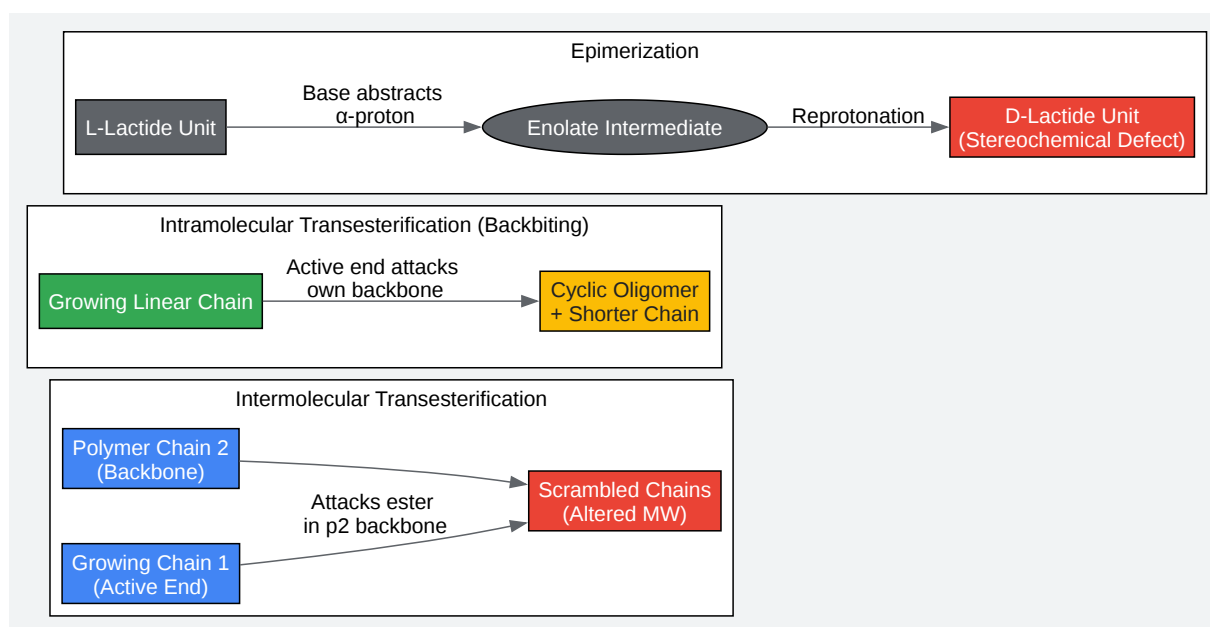 Epimerization
L-Lactide Unit
Base abstracts
α-proton
Enolate Intermediate
Reprotonation
D-Lactide Unit
(Stereochemical Defect)
Intramolecular Transesterification (Backbiting)
Growing Linear Chain
Active end attacks
own backbone
Cyclic Oligomer
+ Shorter Chain
Intermolecular Transesterification
Polymer Chain 2
(Backbone)
Attacks ester
in p2 backbone
Scrambled Chains
(Altered MW)
Growing Chain 1
(Active End)